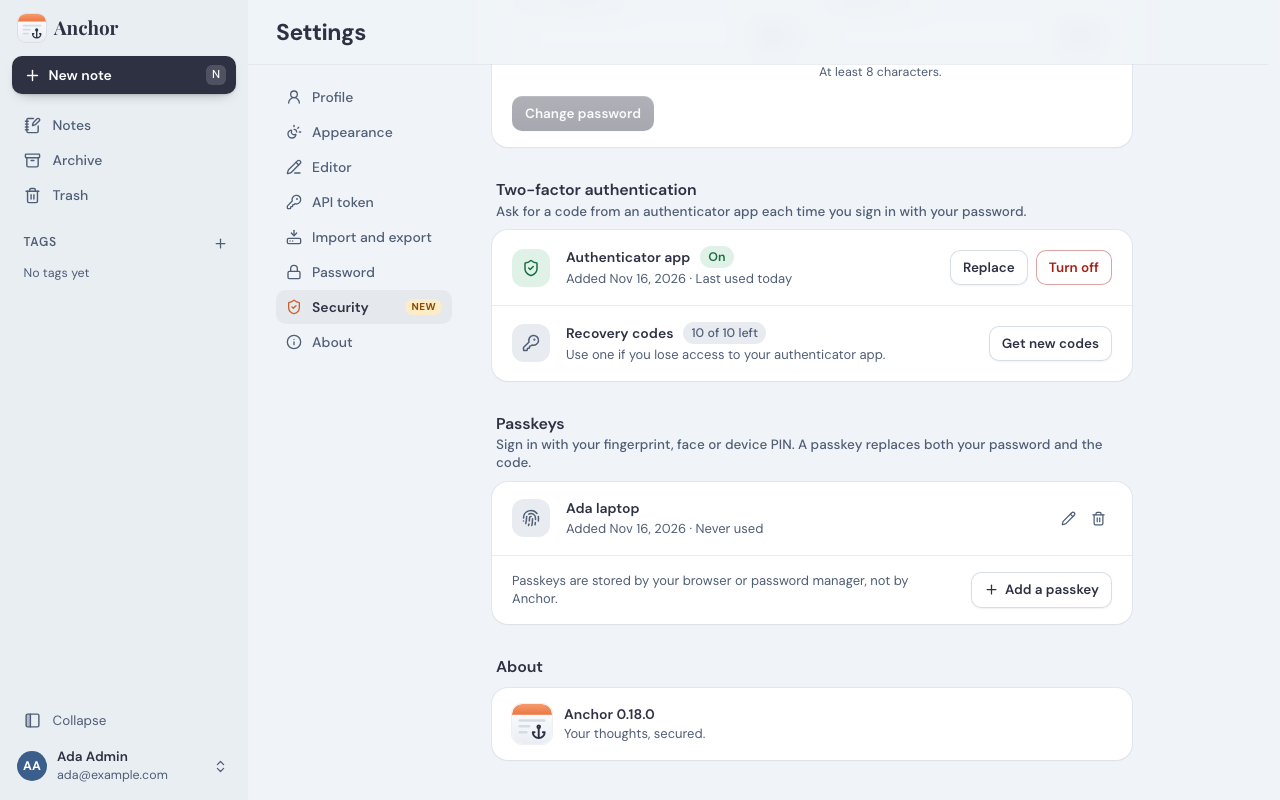 Anchor
New note
N
Notes
Archive
Trash
TAGS
No tags yet
Collapse
AA
Ada Admin
ada@example.com
Settings
Profile
Appearance
Editor
API token
Import and export
Password
Security
NEW
About
At least 8 characters.
Change password
Two-factor authentication
Ask for a code from an authenticator app each time you sign in with your password.
Authenticator app
On
Added Nov 16, 2026 · Last used today
Replace
Turn off
Recovery codes
10 of 10 left
Use one if you lose access to your authenticator app.
Get new codes
Passkeys
Sign in with your fingerprint, face or device PIN. A passkey replaces both your password and the
code.
Ada laptop
Added Nov 16, 2026 · Never used
Passkeys are stored by your browser or password manager, not by
Anchor.
Add a passkey
About
Anchor 0.18.0
Your thoughts, secured.